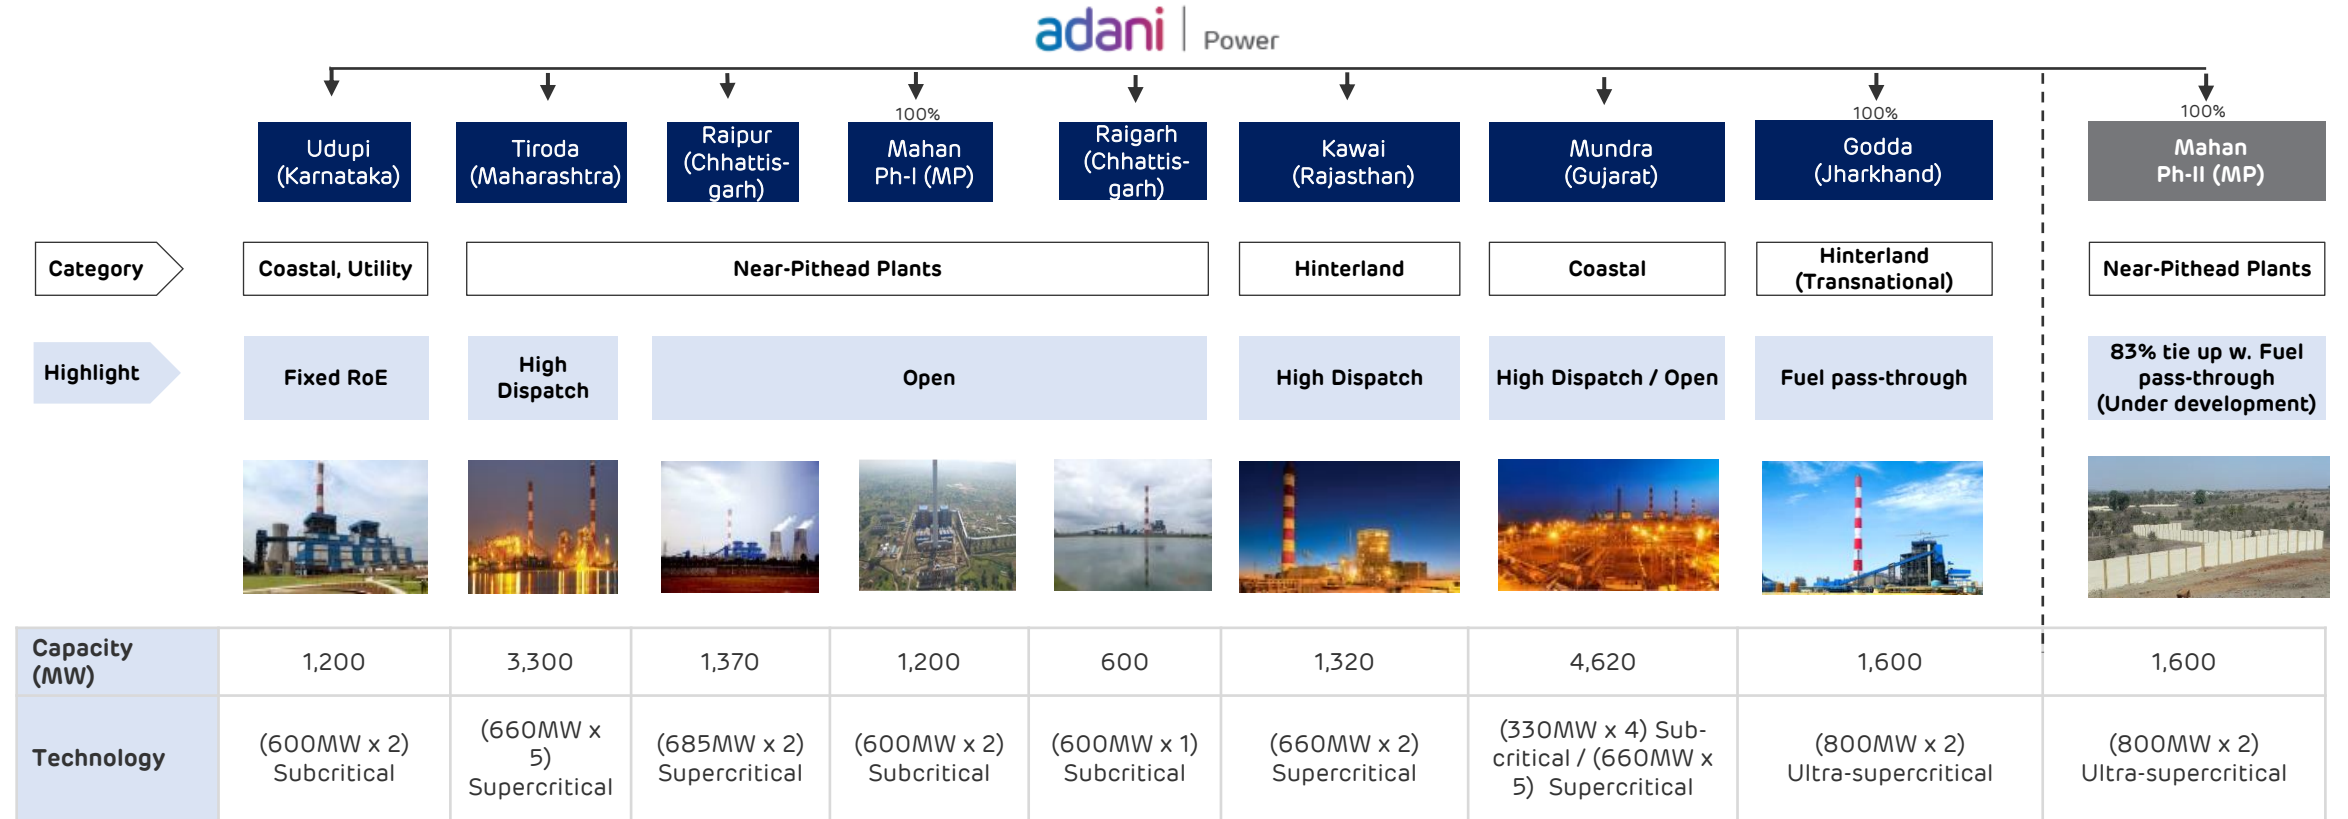 adani | Power
100%
100%
100%
Udupi
(Karnataka)
Tiroda
(Maharashtra)
Raipur
(Chhattis-
garh)
Mahan
Ph-I (MP)
Raigarh
(Chhattis-
garh)
Kawai
(Rajasthan)
Mundra
(Gujarat)
Godda
(Jharkhand)
Mahan
Ph-II (MP)
Category
Coastal, Utility
Near-Pithead Plants
Hinterland
Coastal
Hinterland
(Transnational)
Near-Pithead Plants
Highlight
Fixed RoE
High
Dispatch
Open
High Dispatch
High Dispatch / Open
Fuel pass-through
83% tie up w. Fuel
pass-through
(Under development)
Capacity
(MW)
1,200
3,300
1,370
1,200
600
1,320
4,620
1,600
1,600
Technology
(600MW x 2)
Subcritical
(660MW x
5)
Supercritical
(685MW x 2)
Supercritical
(600MW x 2)
Subcritical
(600MW x 1)
Subcritical
(660MW x 2)
Supercritical
(330MW x 4) Sub-
critical / (660MW x
5) Supercritical
(800MW x 2)
Ultra-supercritical
(800MW x 2)
Ultra-supercritical